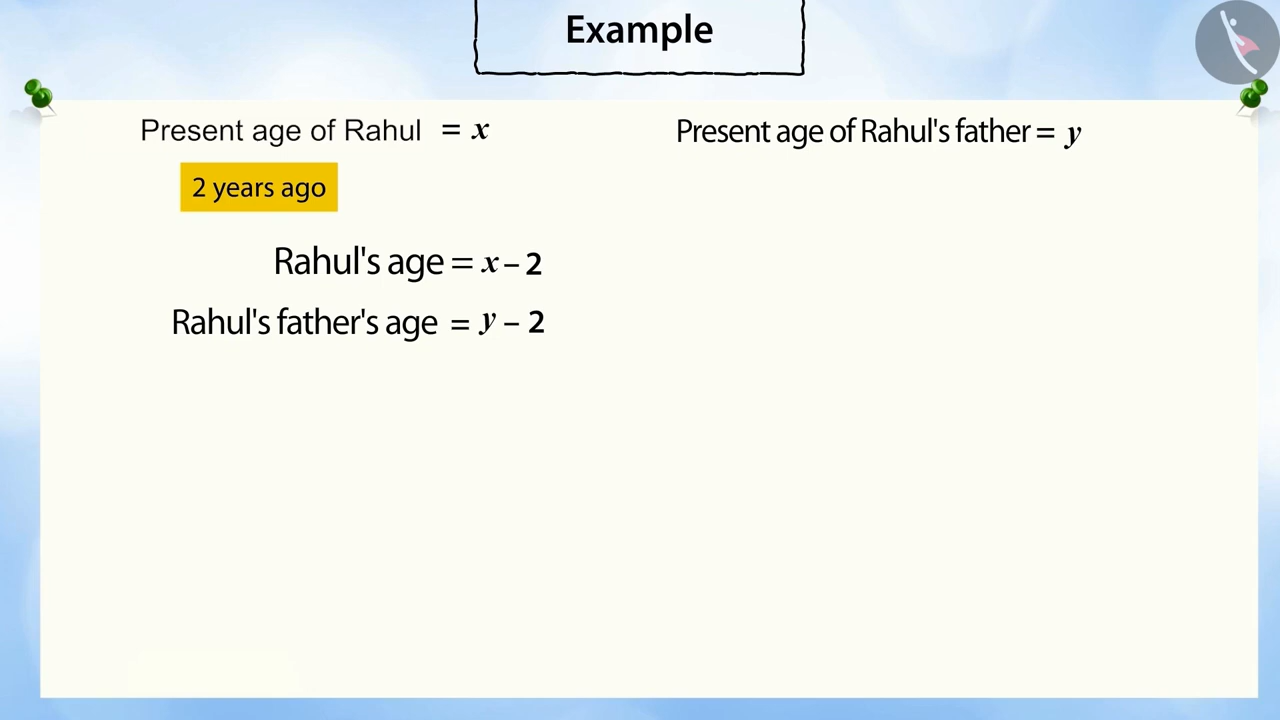 Example
Present age of Rahul = x
Present age of Rahul's father = y
2 years ago
Rahul's age = x – 2
Rahul's father's age = y – 2